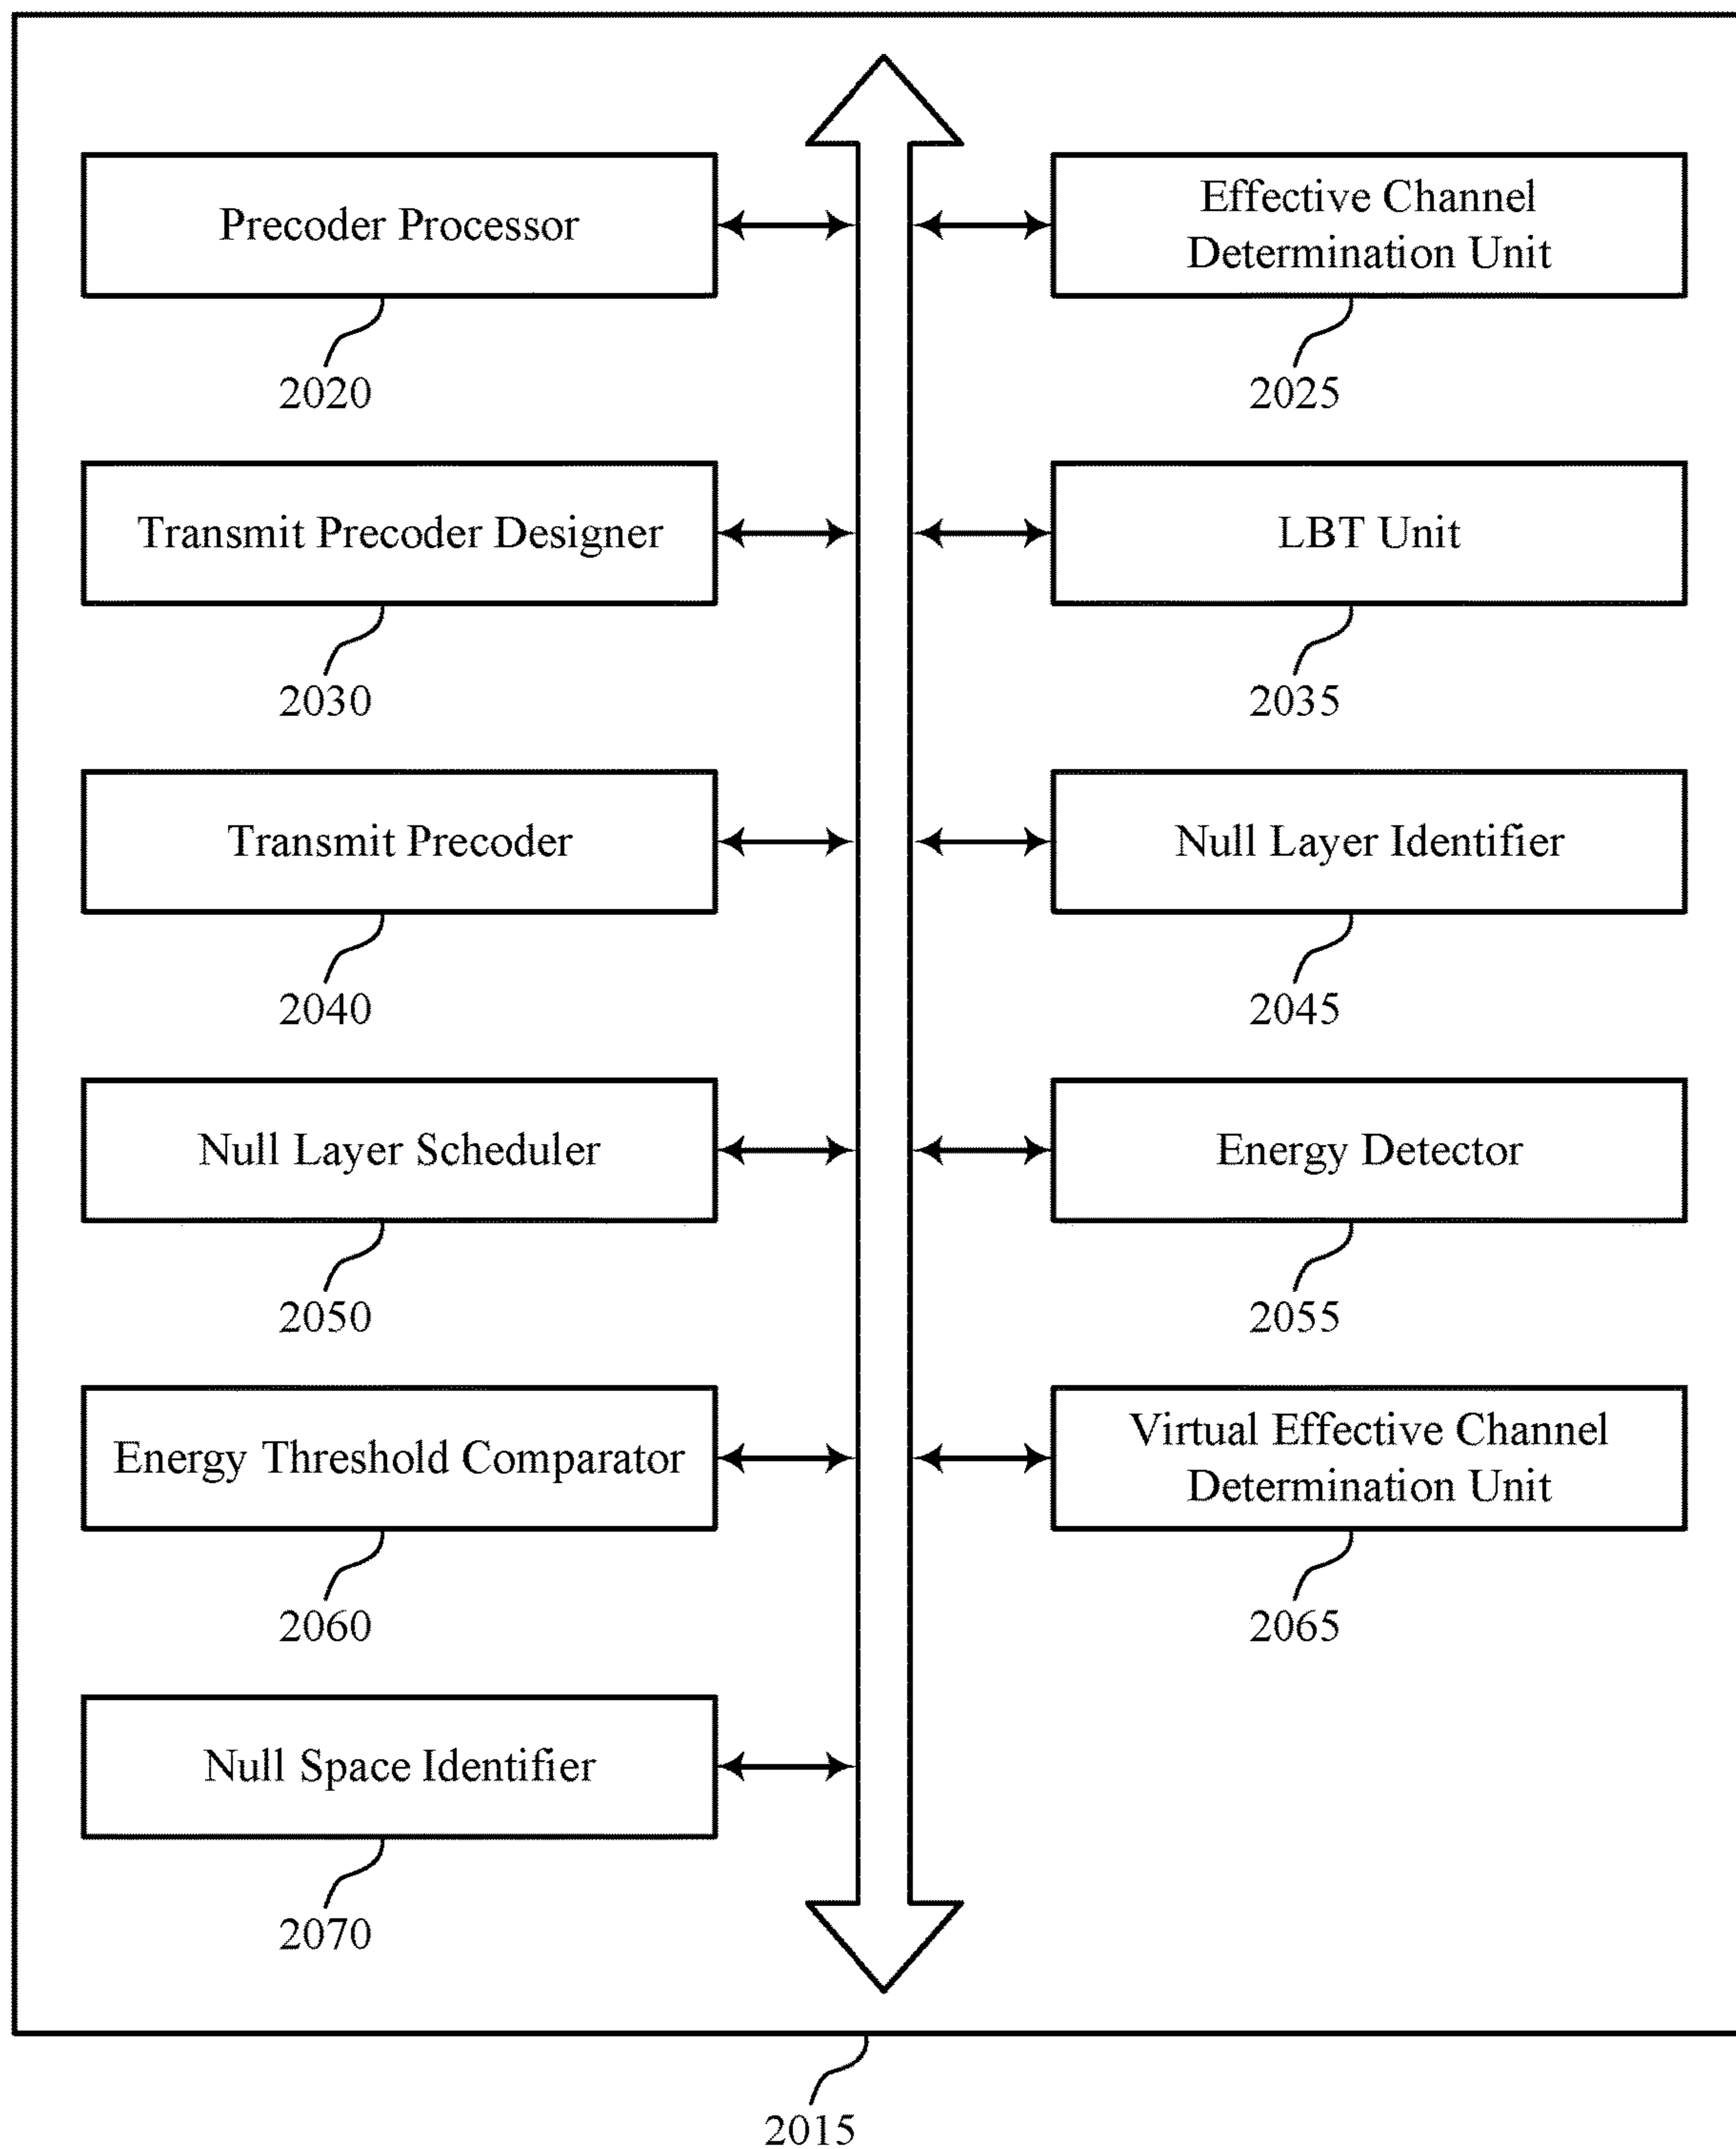 Precoder Processor
2020
Effective Channel
Determination Unit
2025
Transmit Precoder Designer
2030
LBT Unit
2035
Transmit Precoder
2040
Null Layer Identifier
2045
Null Layer Scheduler
2050
Energy Detector
2055
Energy Threshold Comparator
2060
Virtual Effective Channel
Determination Unit
2065
Null Space Identifier
2070
2015